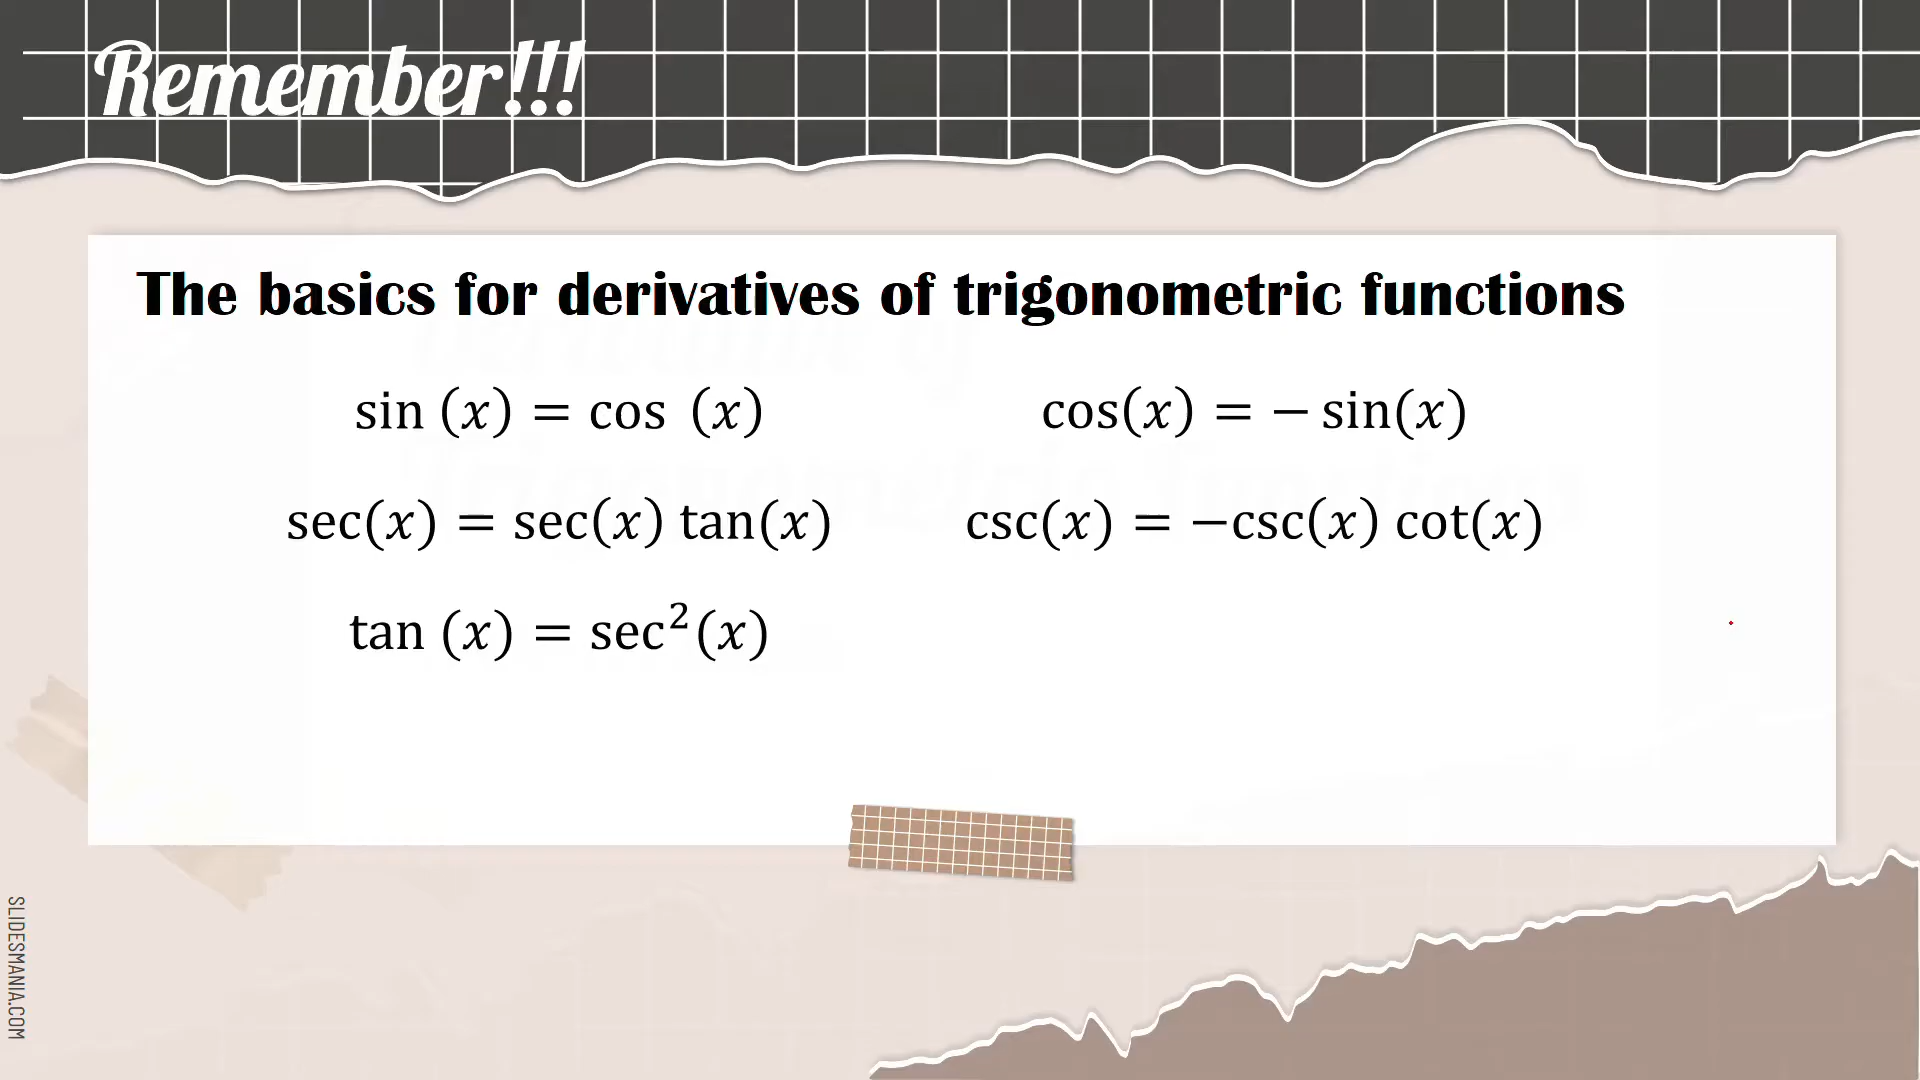 Remember!!!
The basics for derivatives of trigonometric functions
sin (x) = cos (x)
cos(x) = − sin(x)
sec(x) = sec(x) tan(x)
csc(x) = −csc(x) cot(x)
tan (x) = sec²(x)
SLIDESMANIA.COM